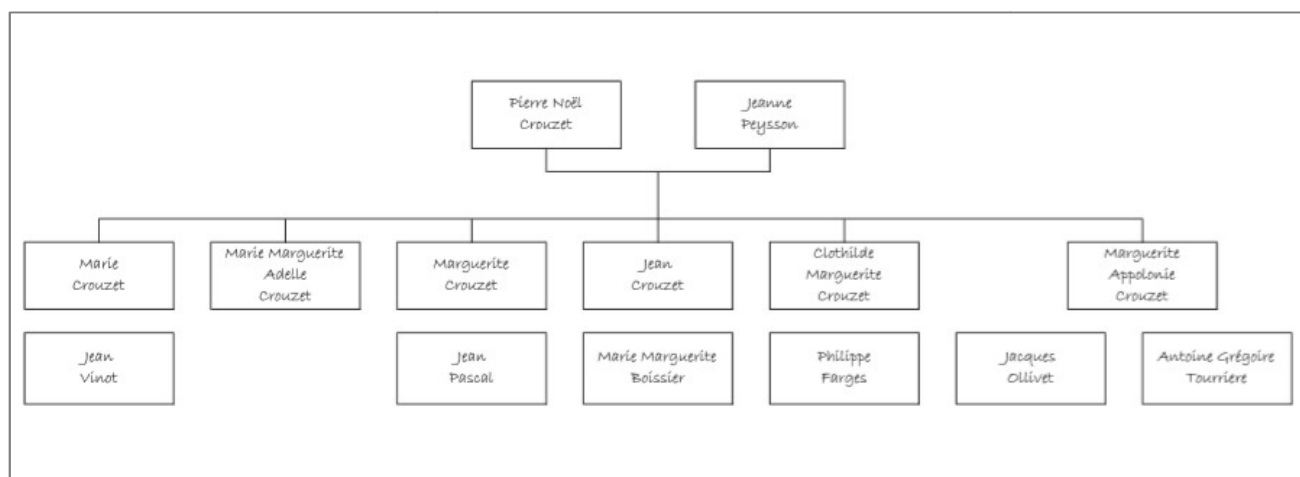 Pierre Noël
Crouzet
Jeanne
Peysson
Marie
Crouzet
Marie Marguerite
Adelle
Crouzet
Marguerite
Crouzet
Jean
Crouzet
Clothilde
Marguerite
Crouzet
Marguerite
Appolonie
Crouzet
Jean
Vinot
Jean
Pascal
Marie Marguerite
Boissier
Philippe
Farges
Jacques
Ollivet
Antoine Grégoire
Tourriere